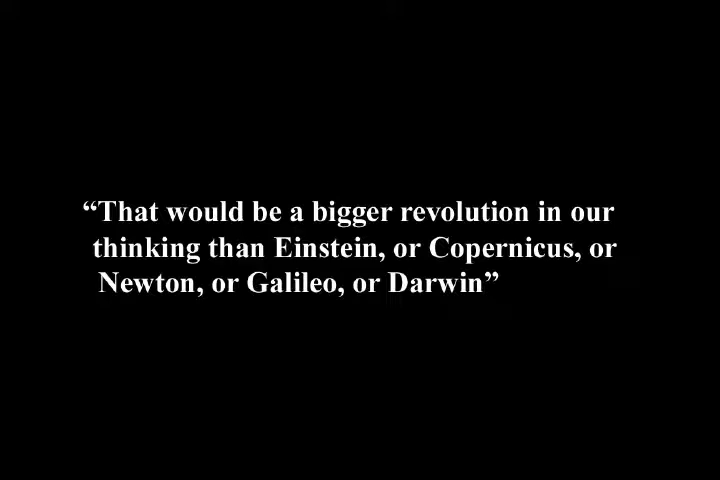 “That would be a bigger revolution in our
thinking than Einstein, or Copernicus, or
Newton, or Galileo, or Darwin”